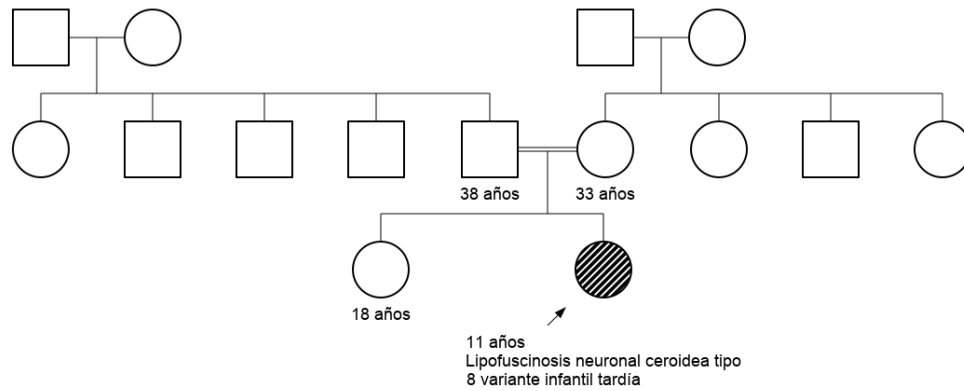 38 años
33 años
18 años
11 años
Lipofuscinosis neuronal ceroidea tipo
8 variante infantil tardía